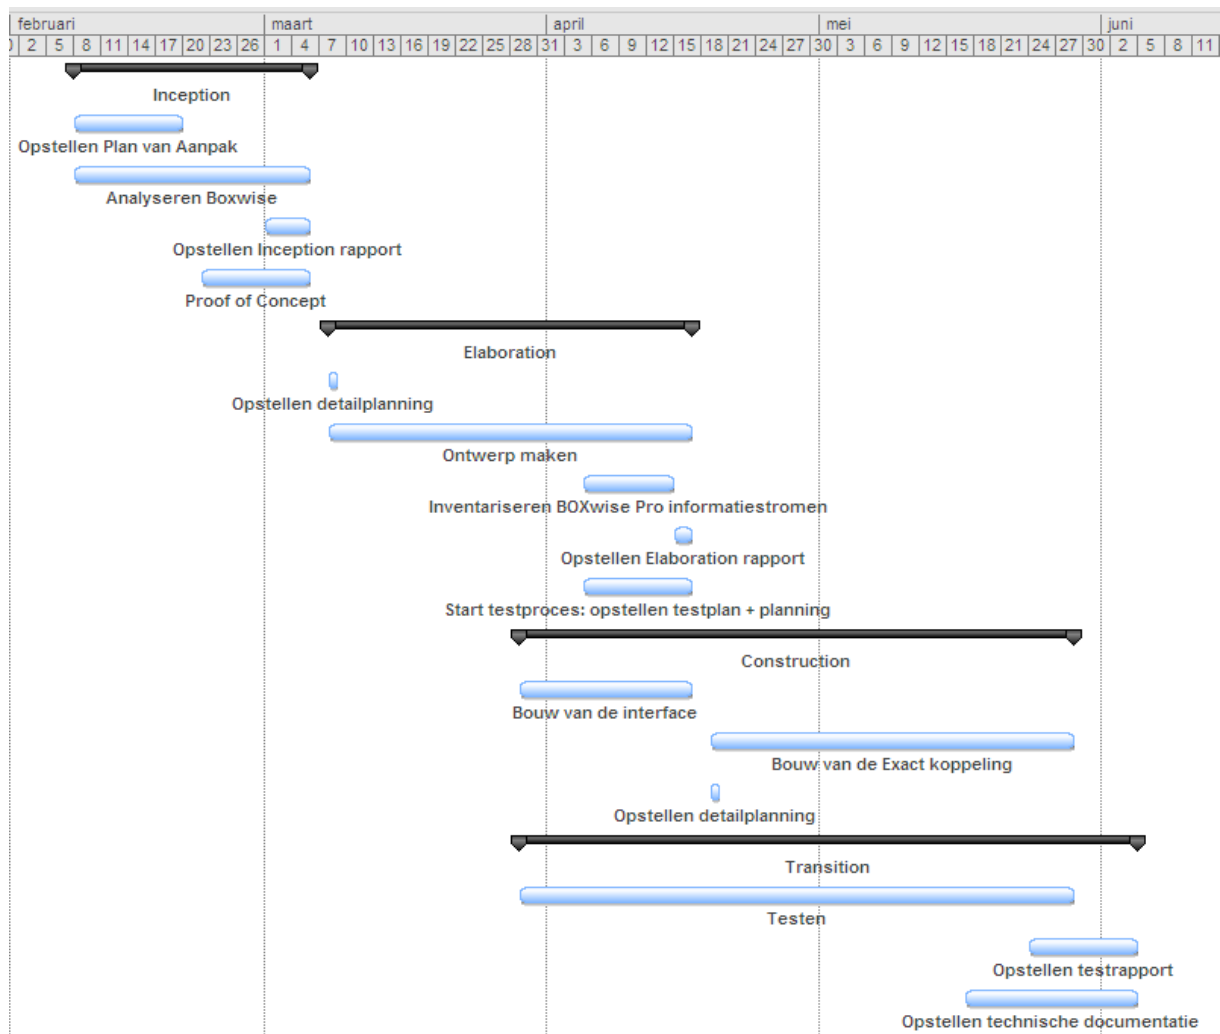 februari maart april mei juni
2 5 8 11 14 17 20 23 26 1 4 7 10 13 16 19 22 25 28 31 3 6 9 12 15 18 21 24 27 30 3 6 9 12 15 18 21 24 27 30 2 5 8 11
Inception
Opstellen Plan van Aanpak
Analyseren Boxwise
Opstellen Inception rapport
Proof of Concept
Elaboration
Opstellen detailplanning
Ontwerp maken
Inventariseren BOXwise Pro informatiestromen
Opstellen Elaboration rapport
Start testproces: opstellen testplan + planning
Construction
Bouw van de interface
Bouw van de Exact koppeling
Opstellen detailplanning
Transition
Testen
Opstellen testrapport
Opstellen technische documentatie